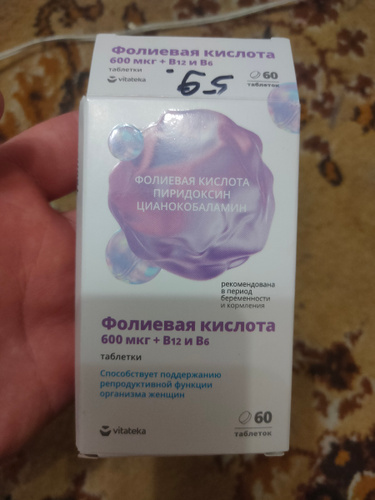 Фолиевая кислота
600 мкг + B12 и B6
таблетки
vitateka
60
таблеток
59.
ФОЛИЕВАЯ КИСЛОТА
ПИРИДОКСИН
ЦИАНОКОБАЛАМИН
рекомендована
в период
беременности
и кормления
Фолиевая кислота
600 мкг + B12 и B6
таблетки
Способствует поддержанию
репродуктивной функции
организма женщин
vitateka
60
таблеток